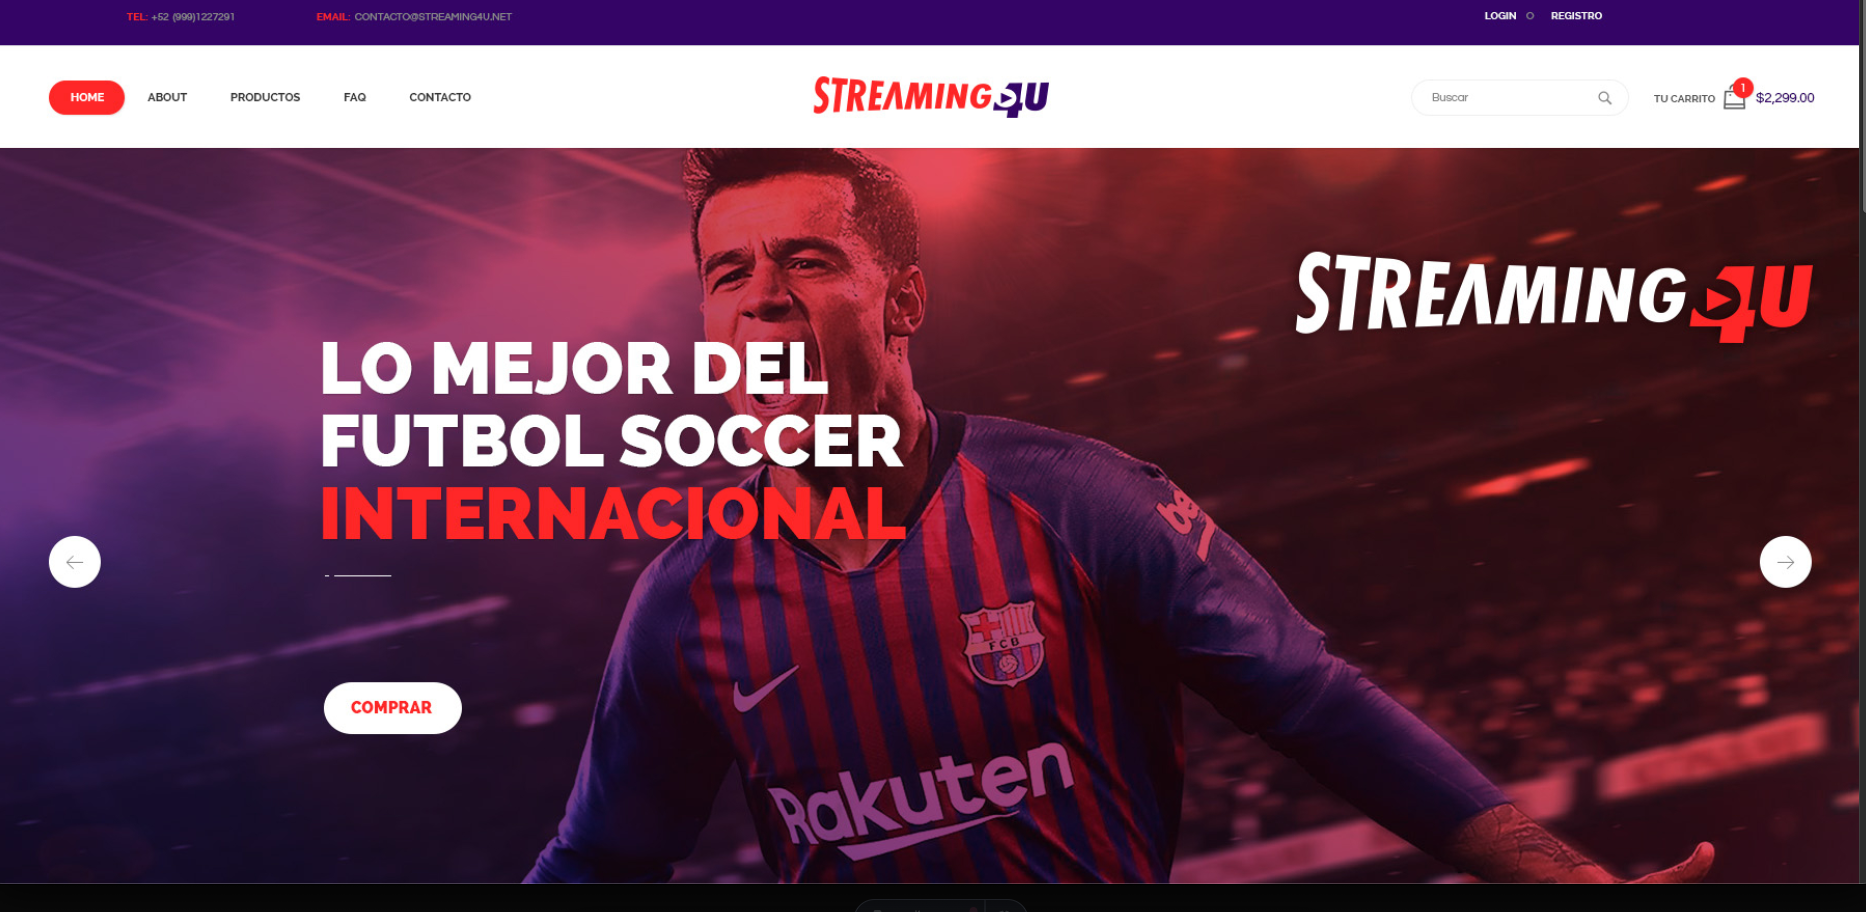 TEL: +52 (999)1227291
EMAIL: CONTACTO@STREAMING4U.NET
LOGIN O REGISTRO
HOME
ABOUT
PRODUCTOS
FAQ
CONTACTO
STREAMING4U
Buscar
TU CARRITO
1
$2,299.00
STREAMING4U
LO MEJOR DEL
FUTBOL SOCCER
INTERNACIONAL
COMPRAR
beko
FCB
Rakuten